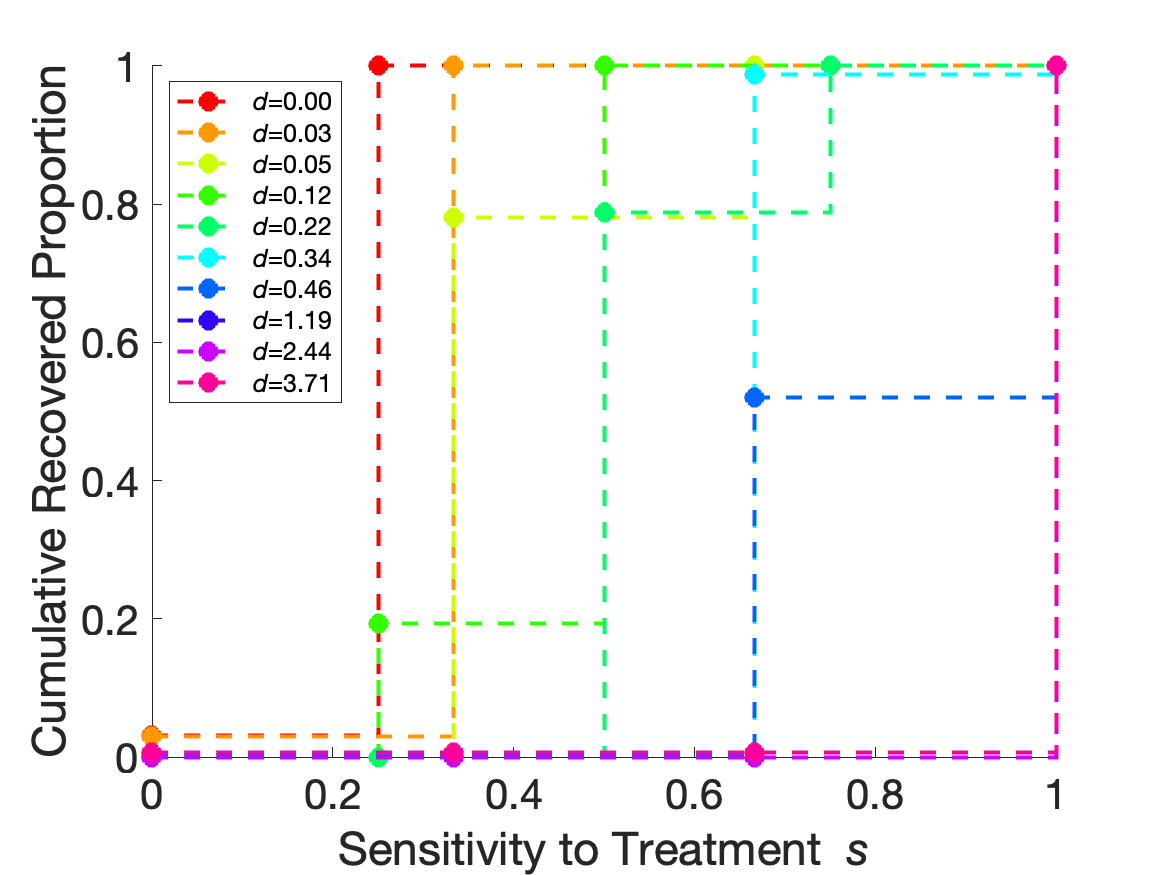 1
0.8
0.6
0.4
0.2
0
Cumulative Recovered Proportion
d=0.00
d=0.03
d=0.05
d=0.12
d=0.22
d=0.34
d=0.46
d=1.19
d=2.44
d=3.71
0 0.2 0.4 0.6 0.8 1
Sensitivity to Treatment s